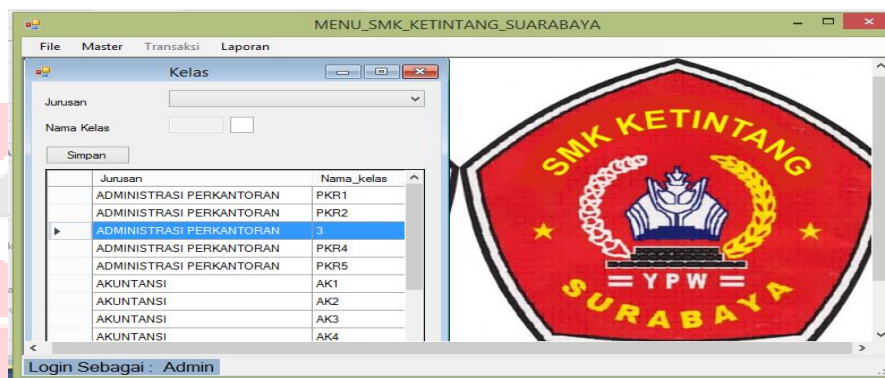 MENU_SMK_KETINTANG_SUARABAYA
File Master Transaksi Laporan
Kelas
Jurusan
Nama Kelas
Simpan
Jurusan Nama_kelas
ADMINISTRASI PERKANTORAN PKR1
ADMINISTRASI PERKANTORAN PKR2
ADMINISTRASI PERKANTORAN 3
ADMINISTRASI PERKANTORAN PKR4
ADMINISTRASI PERKANTORAN PKR5
AKUNTANSI AK1
AKUNTANSI AK2
AKUNTANSI AK3
AKUNTANSI AK4
SMK KETINTANG
YPW
SURABAYA
Login Sebagai : Admin